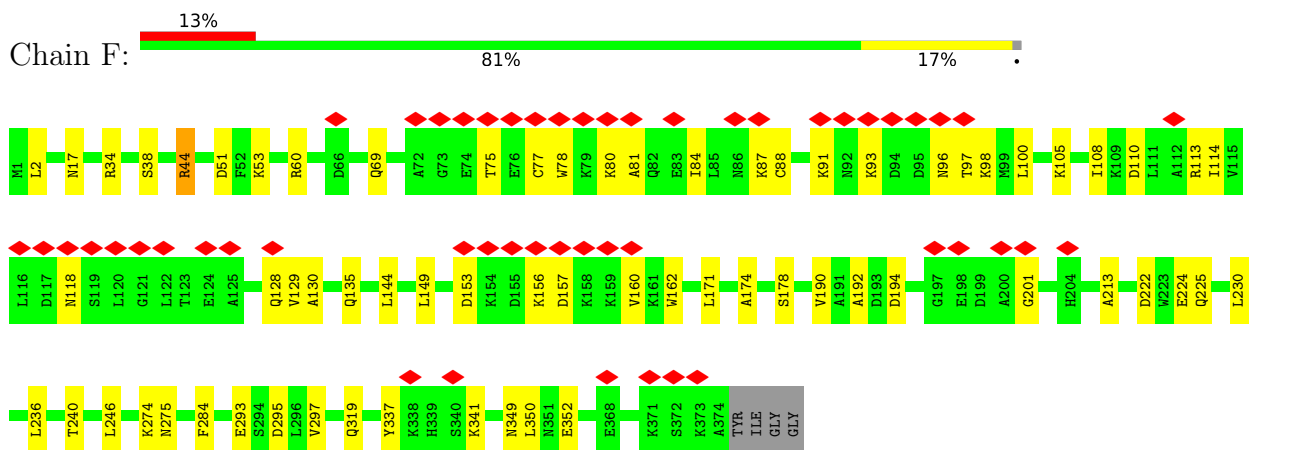 13%
Chain F:
81% 17% •
M1 L2 N17 R34 S38 R44 D51 F52 K53 R60 D66 Q69 A72 G73 E74 T75 E76 C77 W78 K79 K80 A81 Q82 E83 I84 L85 N86 K87 C88 K91 N92 K93 D94 D95 N96 T97 K98 M99 L100 K105 I108 K109 D110 L111 A112 R113 I114 V115
L116 D117 N118 S119 L120 G121 L122 T123 E124 A125 Q128 V129 A130 Q135 L144 L149 D153 K154 D155 K156 D157 K158 K159 V160 K161 W162 L171 A174 S178 V190 A191 A192 D193 D194 G197 E198 D199 A200 G201 H204 A213 D222 W223 E224 Q225 L230
L236 T240 L246 K274 N275 F284 E293 S294 D295 L296 V297 Q319 Y337 K338 H339 S340 K341 N349 L350 N351 E352 E368 K371 S372 K373 A374 TYR ILE GLY GLY